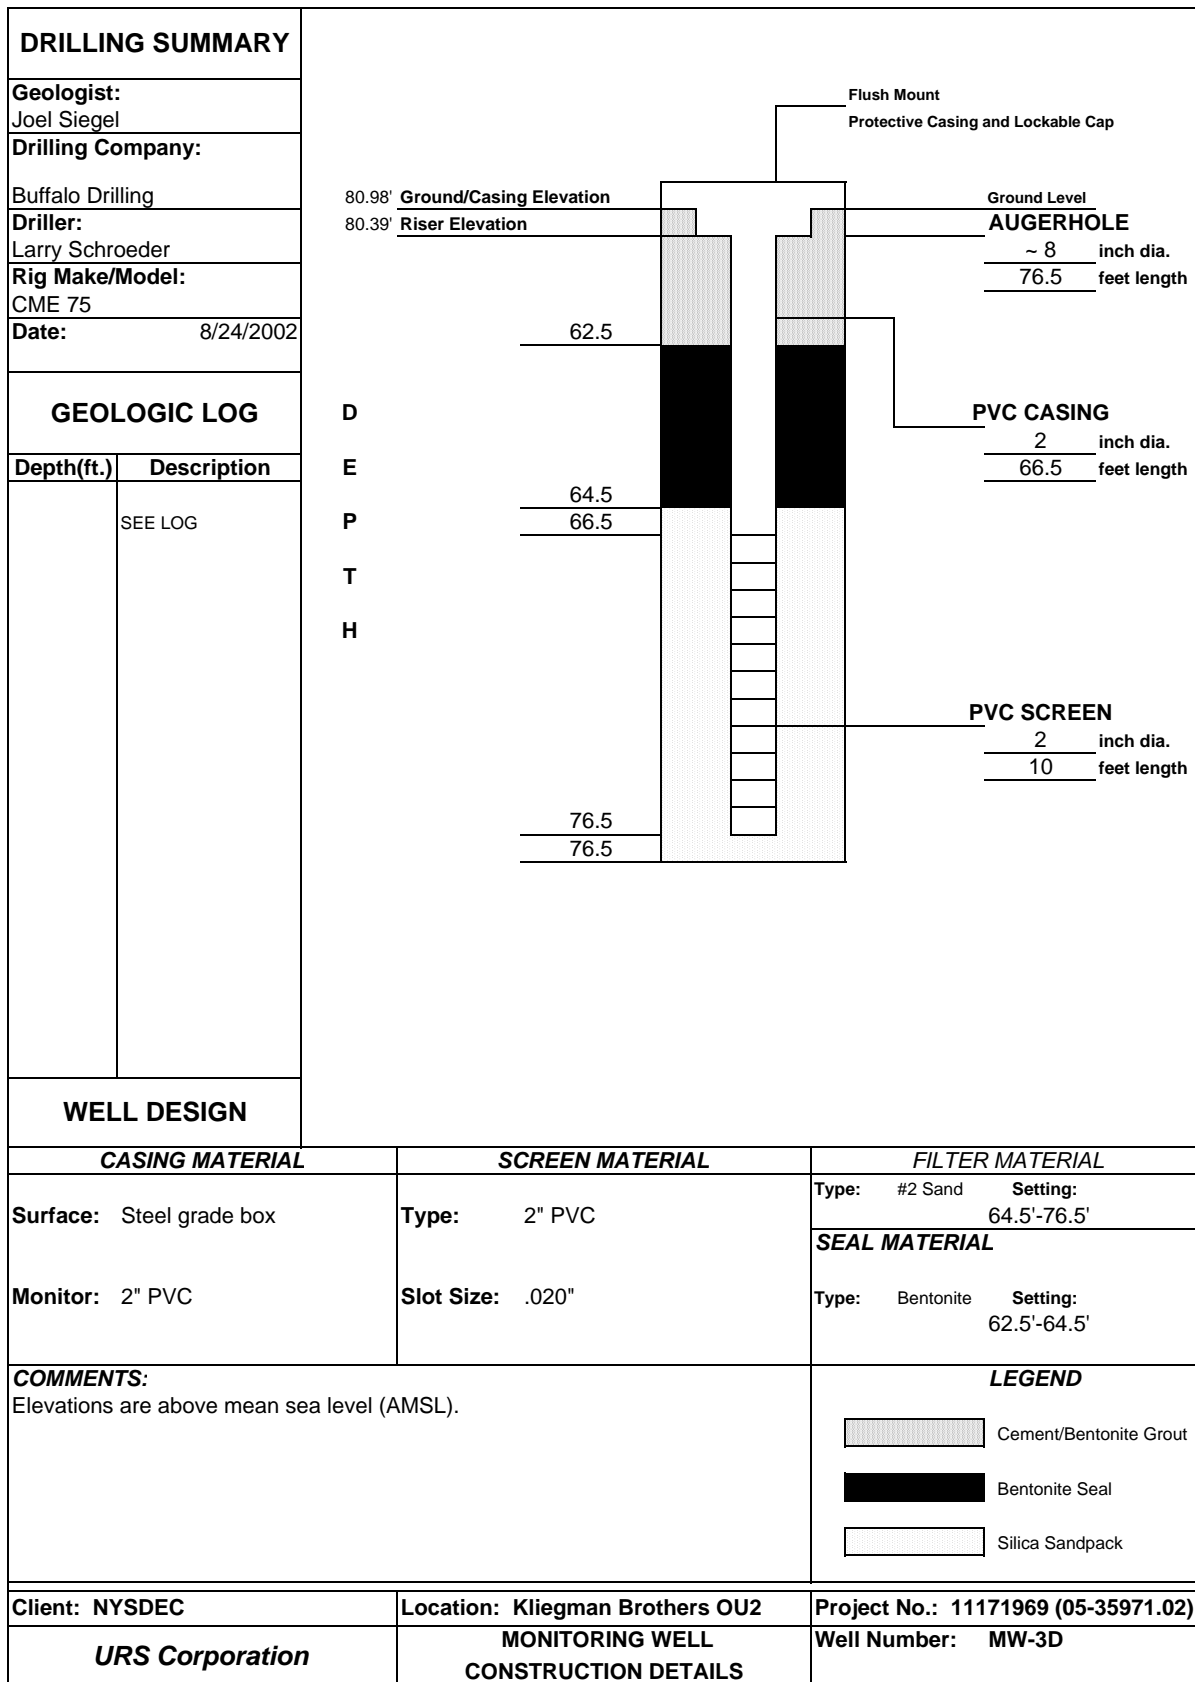 DRILLING SUMMARY
Geologist:
Joel Siegel
Drilling Company:
Buffalo Drilling
Driller:
Larry Schroeder
Rig Make/Model:
CME 75
Date: 8/24/2002
GEOLOGIC LOG
Depth(ft.) Description
SEE LOG
WELL DESIGN
Flush Mount
Protective Casing and Lockable Cap
80.98' Ground/Casing Elevation
80.39' Riser Elevation
Ground Level
AUGERHOLE
~ 8 inch dia.
76.5 feet length
62.5
D
E
P
T
H
PVC CASING
2 inch dia.
66.5 feet length
64.5
66.5
PVC SCREEN
2 inch dia.
10 feet length
76.5
76.5
CASING MATERIAL
Surface: Steel grade box
Monitor: 2" PVC
SCREEN MATERIAL
Type: 2" PVC
Slot Size: .020"
FILTER MATERIAL
Type: #2 Sand Setting:
64.5'-76.5'
SEAL MATERIAL
Type: Bentonite Setting:
62.5'-64.5'
COMMENTS:
Elevations are above mean sea level (AMSL).
LEGEND
Cement/Bentonite Grout
Bentonite Seal
Silica Sandpack
Client: NYSDEC
Location: Kliegman Brothers OU2
Project No.: 11171969 (05-35971.02)
URS Corporation
MONITORING WELL
CONSTRUCTION DETAILS
Well Number: MW-3D